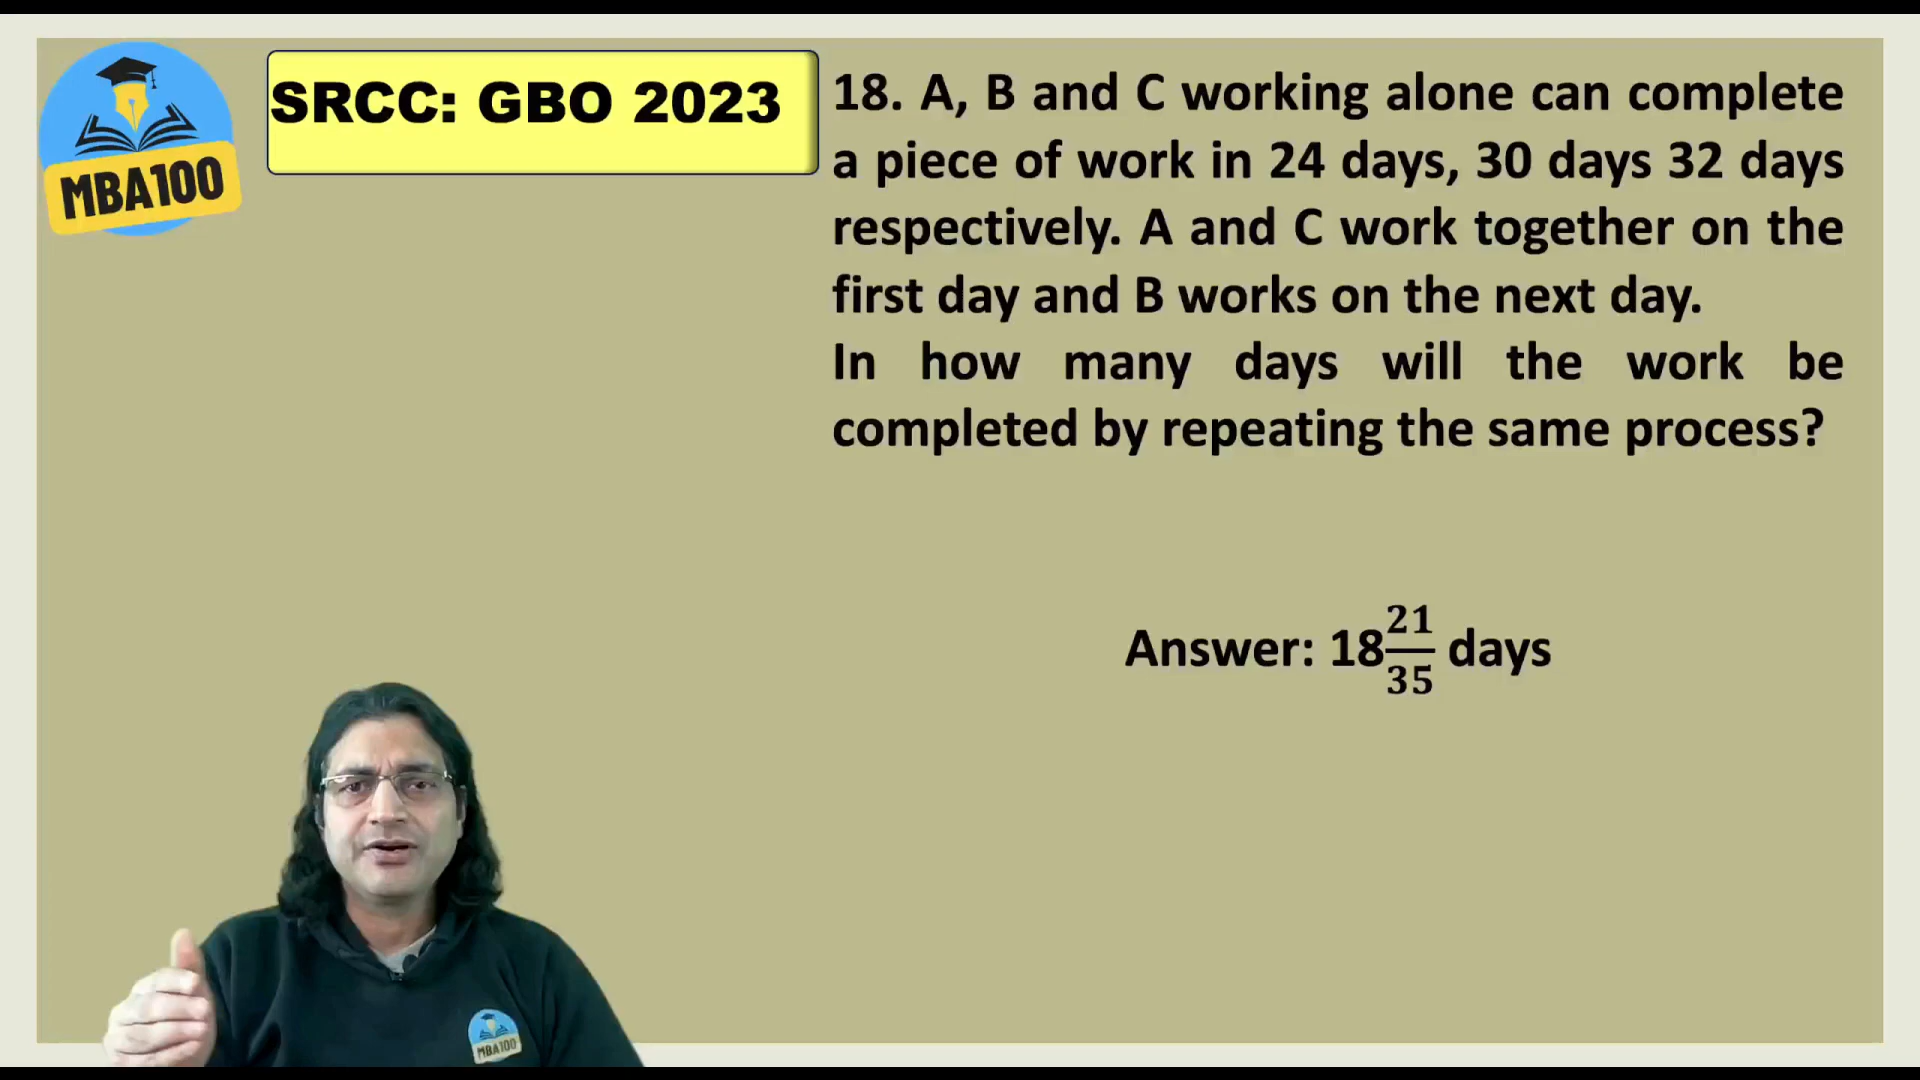 MBA100
SRCC: GBO 2023
18. A, B and C working alone can complete
a piece of work in 24 days, 30 days 32 days
respectively. A and C work together on the
first day and B works on the next day.
In how many days will the work be
completed by repeating the same process?
Answer: 18 21/35 days
MBA100